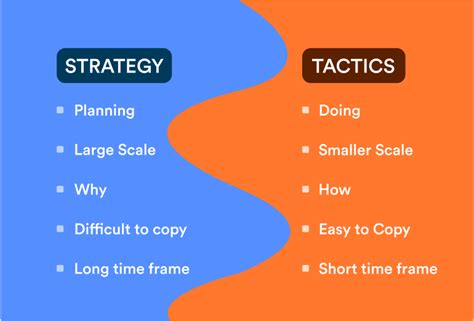 STRATEGY
Planning
Large Scale
Why
Difficult to copy
Long time frame
TACTICS
Doing
Smaller Scale
How
Easy to Copy
Short time frame